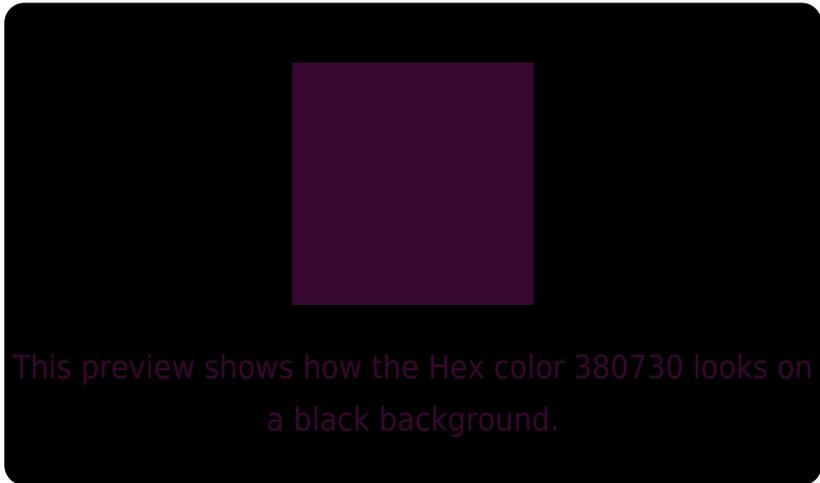 This preview shows how the Hex color 380730 looks on
a black background.